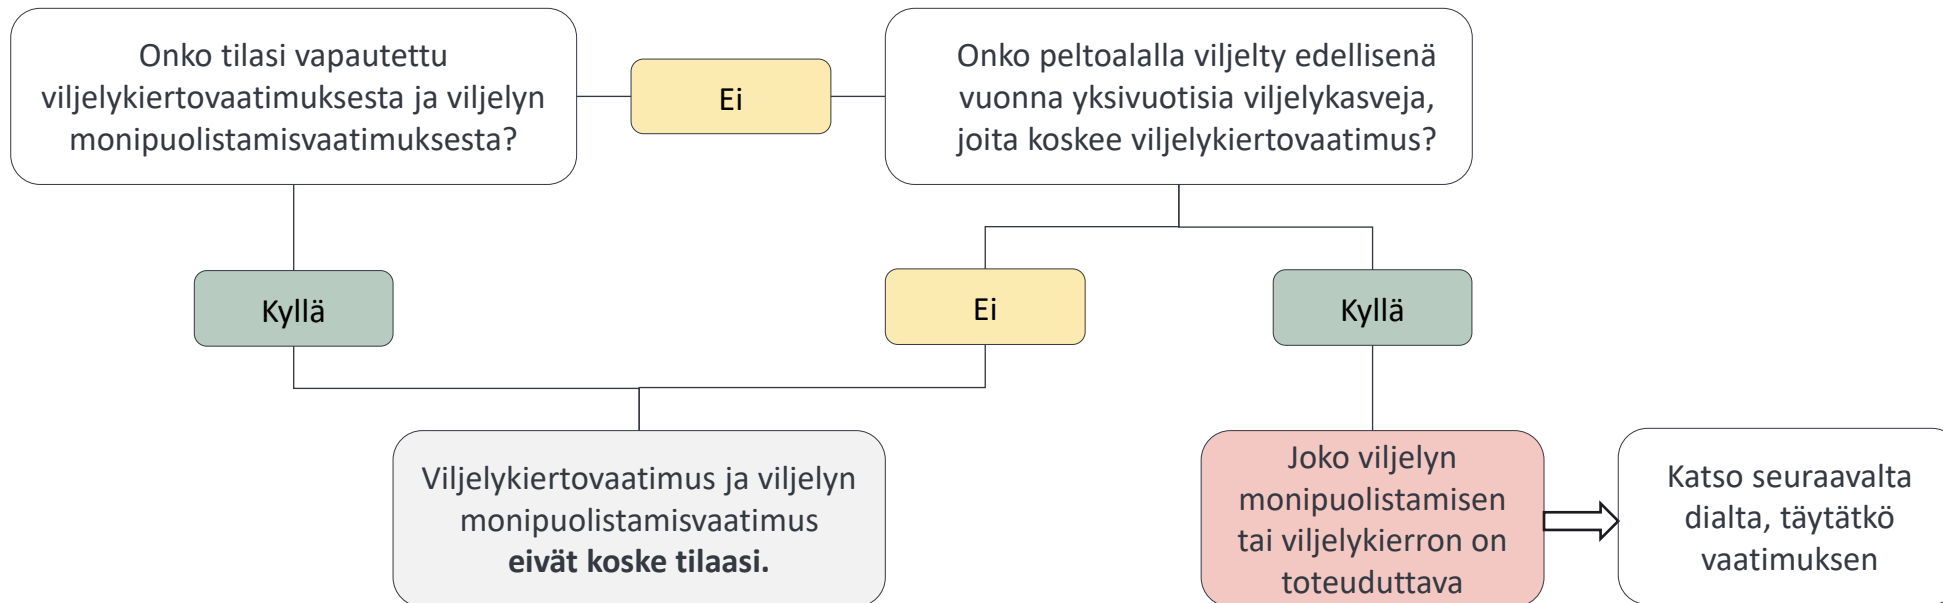 Onko tilasi vapautettu
viljelykiertovaatimuksesta ja viljelyn
monipuolistamisvaatimuksesta?
Ei
Onko peltoalalla viljelty edellisenä
vuonna yksivuotisia viljelykasveja,
joita koskee viljelykiertovaatimus?
Kyllä
Ei
Kyllä
Viljelykiertovaatimus ja viljelyn
monipuolistamisvaatimus
eivät koske tilaasi.
Joko viljelyn
monipuolistamisen
tai viljelykierron on
toteuduttava
Katso seuraavalta
dialta, täytätkö
vaatimuksen